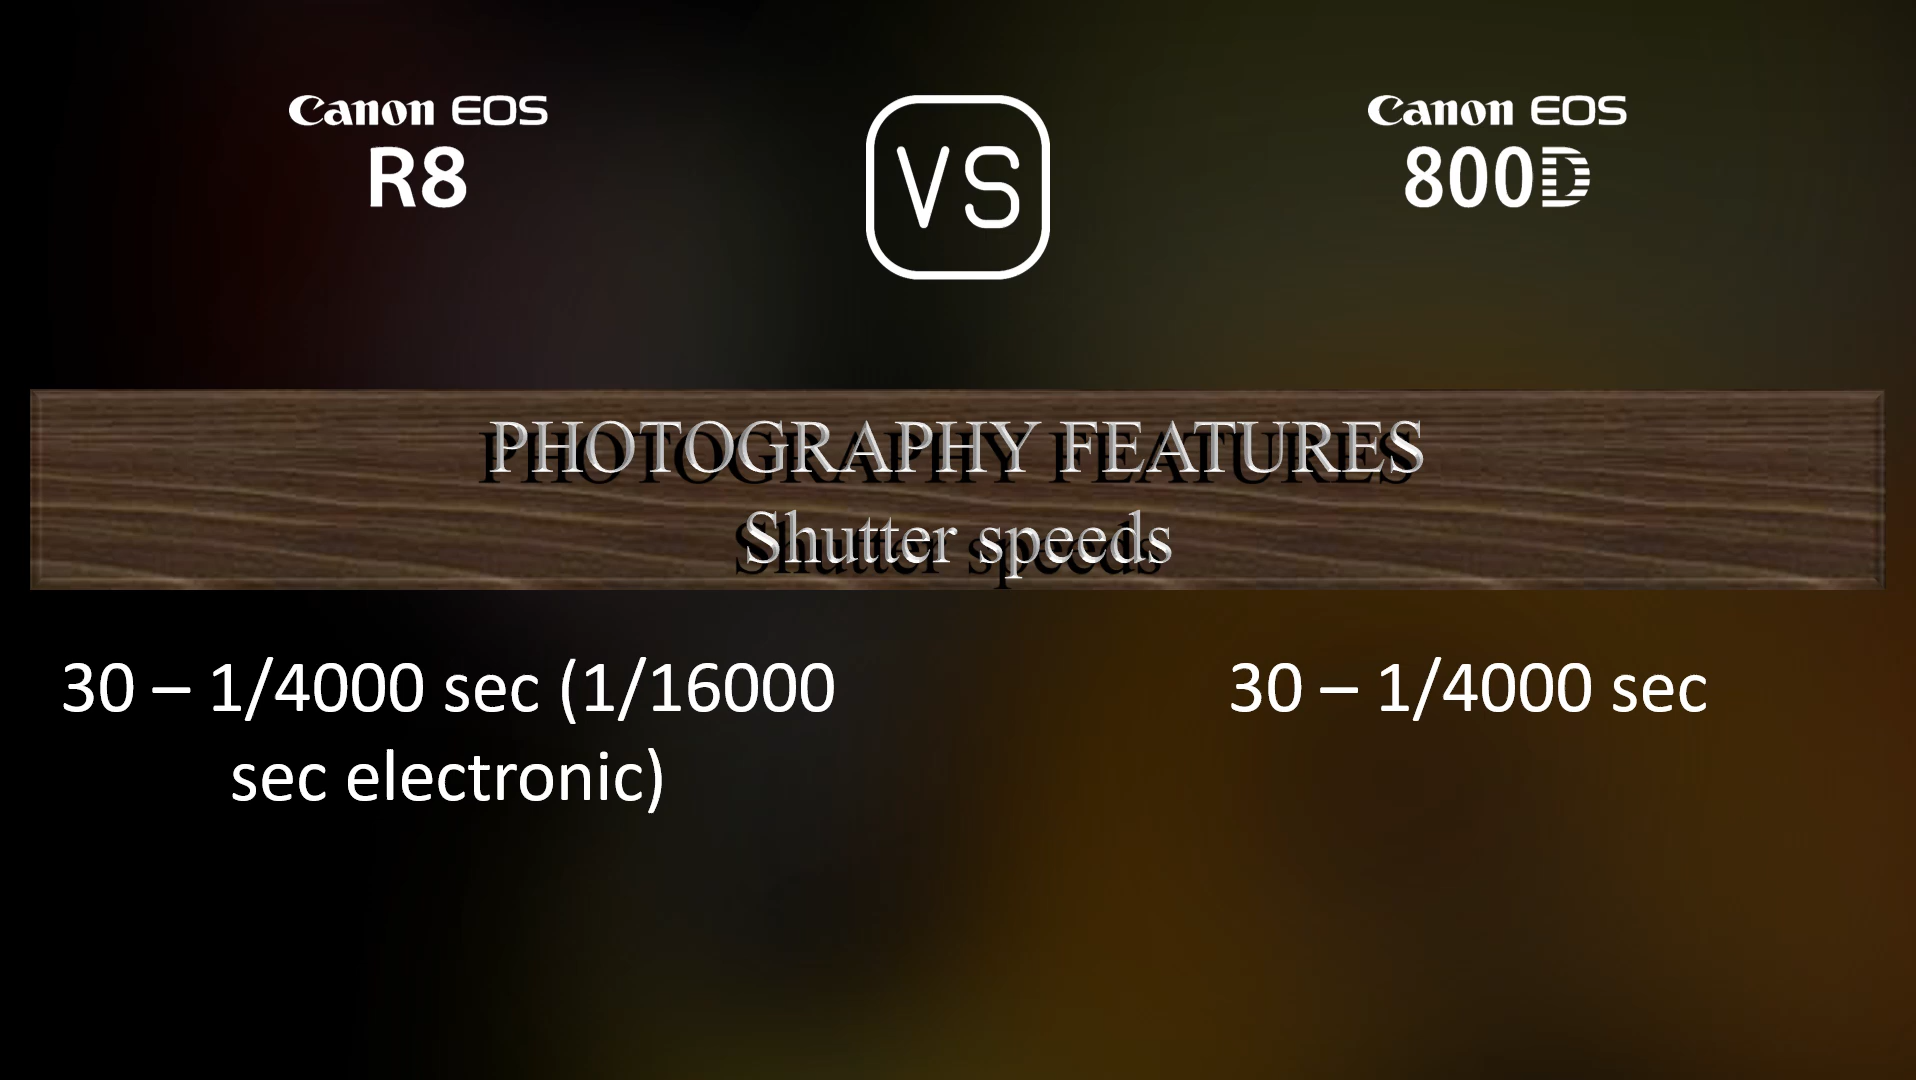 Canon EOS
R8
VS
Canon EOS
800D
PHOTOGRAPHY FEATURES
Shutter speeds
30 – 1/4000 sec (1/16000
sec electronic)
30 – 1/4000 sec